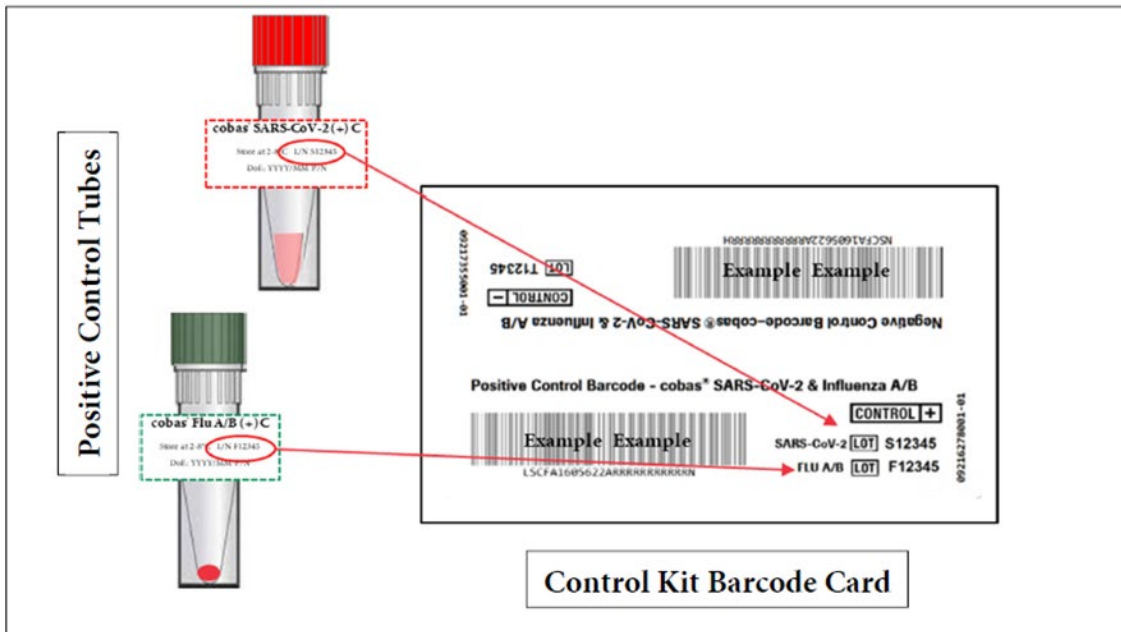 Positive Control Tubes
cobas SARS-CoV-2 (+) C
Store at 2-8°C L/N S12345
DoE: YYYY/MM P/N
cobas Flu A/B (+) C
Store at 2-8°C L/N F12345
DoE: YYYY/MM P/N
Negative Control Barcode-cobas® SARS-CoV-2 & Influenza A/B
CONTROL -
LOT T12345
09217355001-01
Example Example
Positive Control Barcode - cobas® SARS-CoV-2 & Influenza A/B
CONTROL +
Example Example
SARS-CoV-2 LOT S12345
FLU A/B LOT F12345
09216278001-01
Control Kit Barcode Card